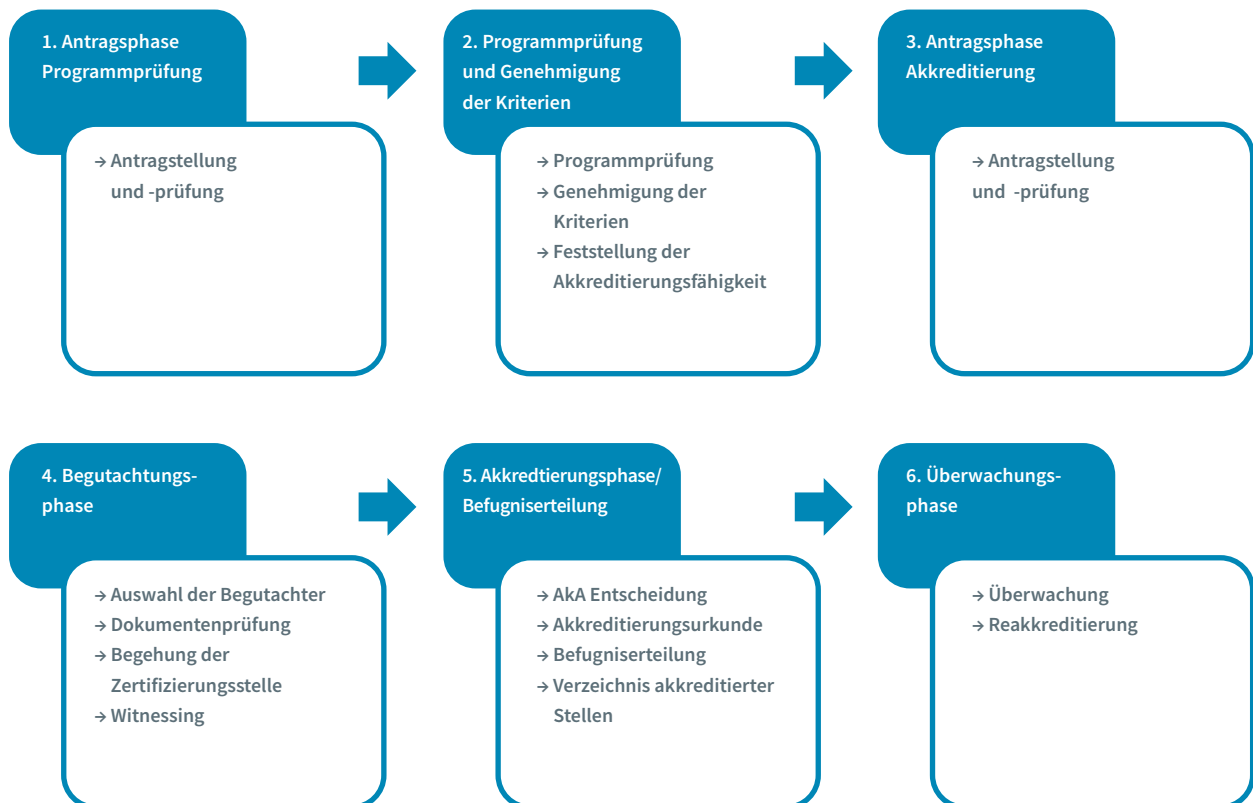 1. Antragsphase
Programmprüfung
→ Antragstellung
und -prüfung
2. Programmprüfung
und Genehmigung
der Kriterien
→ Programmprüfung
→ Genehmigung der
Kriterien
→ Feststellung der
Akkreditierungsfähigkeit
3. Antragsphase
Akkreditierung
→ Antragstellung
und -prüfung
4. Begutachtungs-
phase
→ Auswahl der Begutachter
→ Dokumentenprüfung
→ Begehung der
Zertifizierungsstelle
→ Witnessing
5. Akkredtierungsphase/
Befugniserteilung
→ AkA Entscheidung
→ Akkreditierungsurkunde
→ Befugniserteilung
→ Verzeichnis akkreditierter
Stellen
6. Überwachungs-
phase
→ Überwachung
→ Reakkreditierung